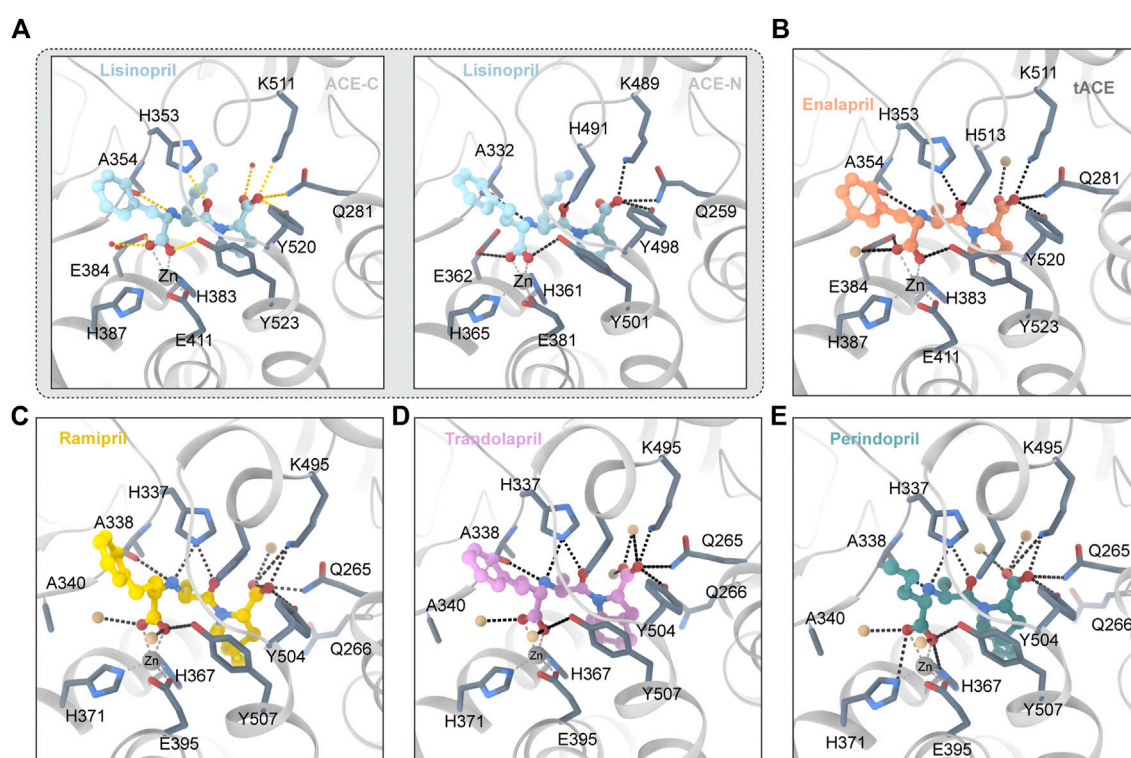 A
B
Lisinopril
K511
ACE-C
H353
A354
Q281
Y520
E384
Zn
H383
Y523
H387
E411
Lisinopril
K489
ACE-N
H491
A332
Q259
Y498
E362
Zn
H361
Y501
H365
E381
K511
tACE
Enalapril
H353
H513
A354
Q281
Y520
E384
Zn
H383
Y523
H387
E411
C
D
E
Ramipril
K495
H337
A338
Q265
A340
Y504
Q266
Zn
H367
Y507
H371
E395
Trandolapril
K495
H337
A338
Q265
A340
Q266
Y504
Zn
H367
Y507
H371
E395
Perindopril
K495
H337
A338
Q265
A340
Y504
Q266
Zn
H367
Y507
H371
E395